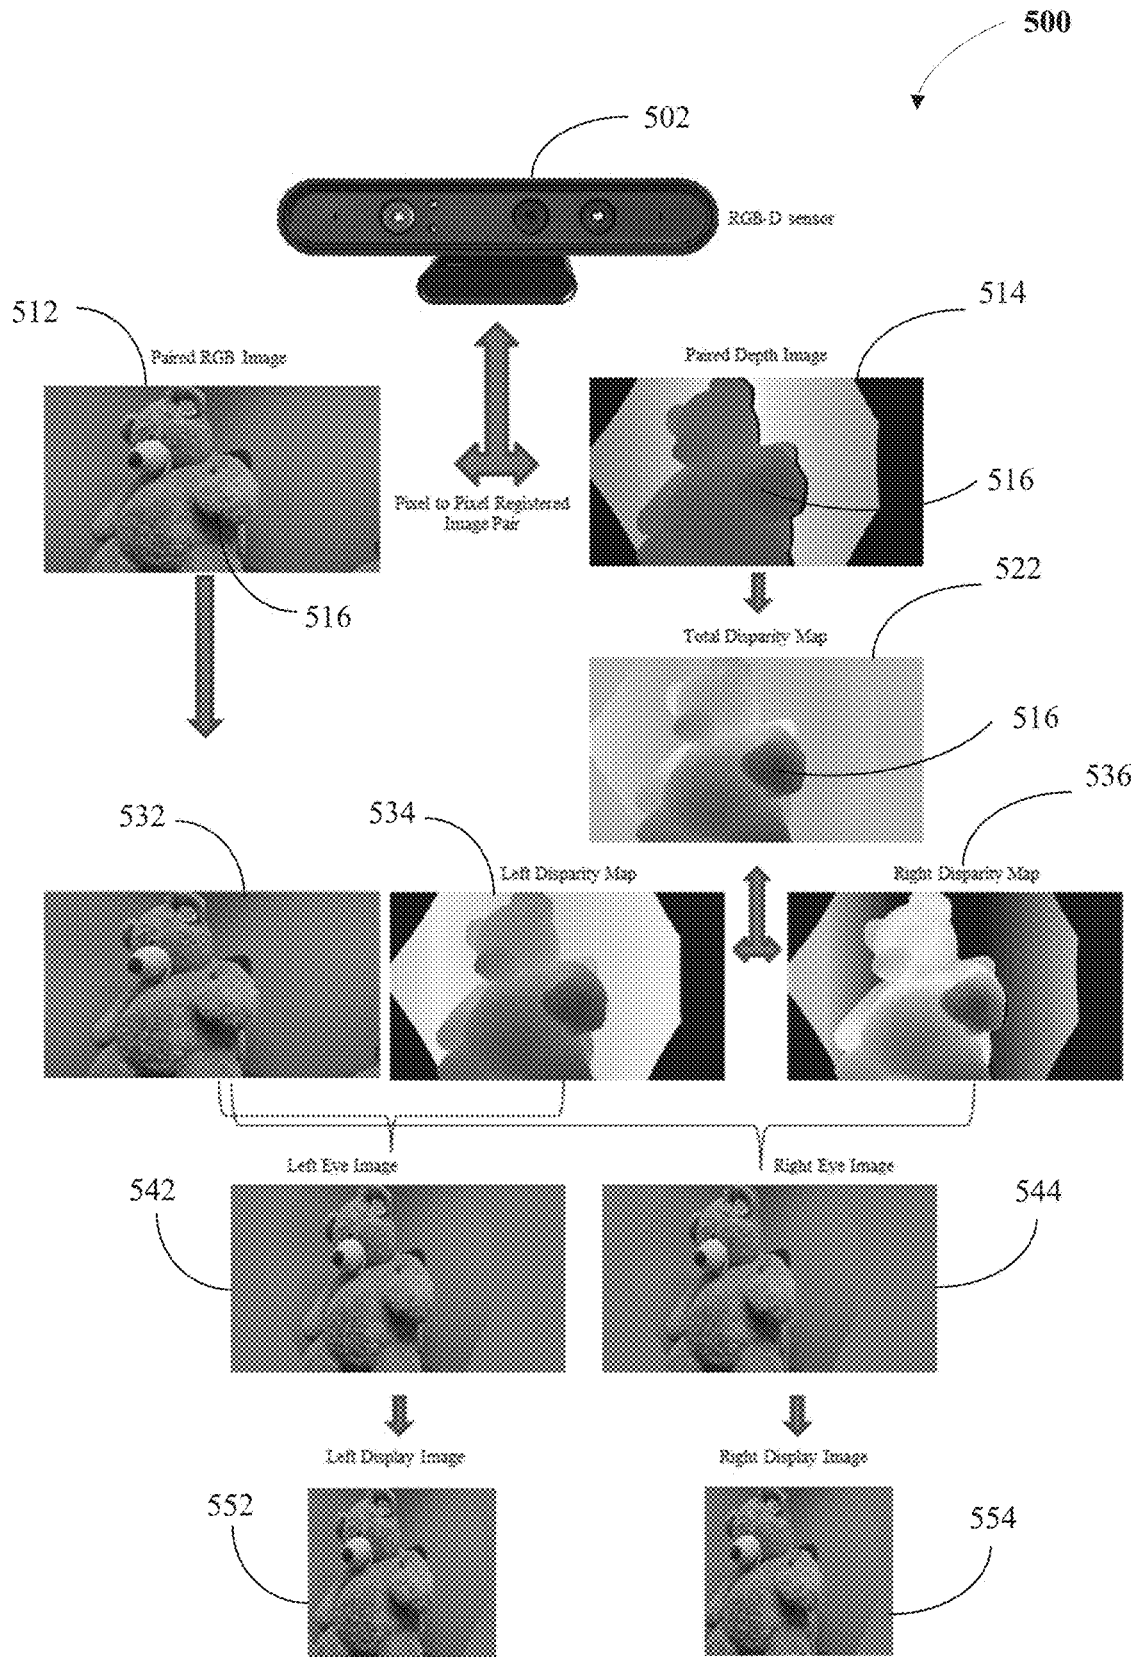 500
502
RGB-D sensor
512
514
Paired RGB Image
Paired Depth Image
516
Pixel to Pixel Registered
Image Pair
516
522
Total Disparity Map
516
532
534
536
Left Disparity Map
Right Disparity Map
Left Eye Image
Right Eye Image
542
544
Left Display Image
Right Display Image
552
554